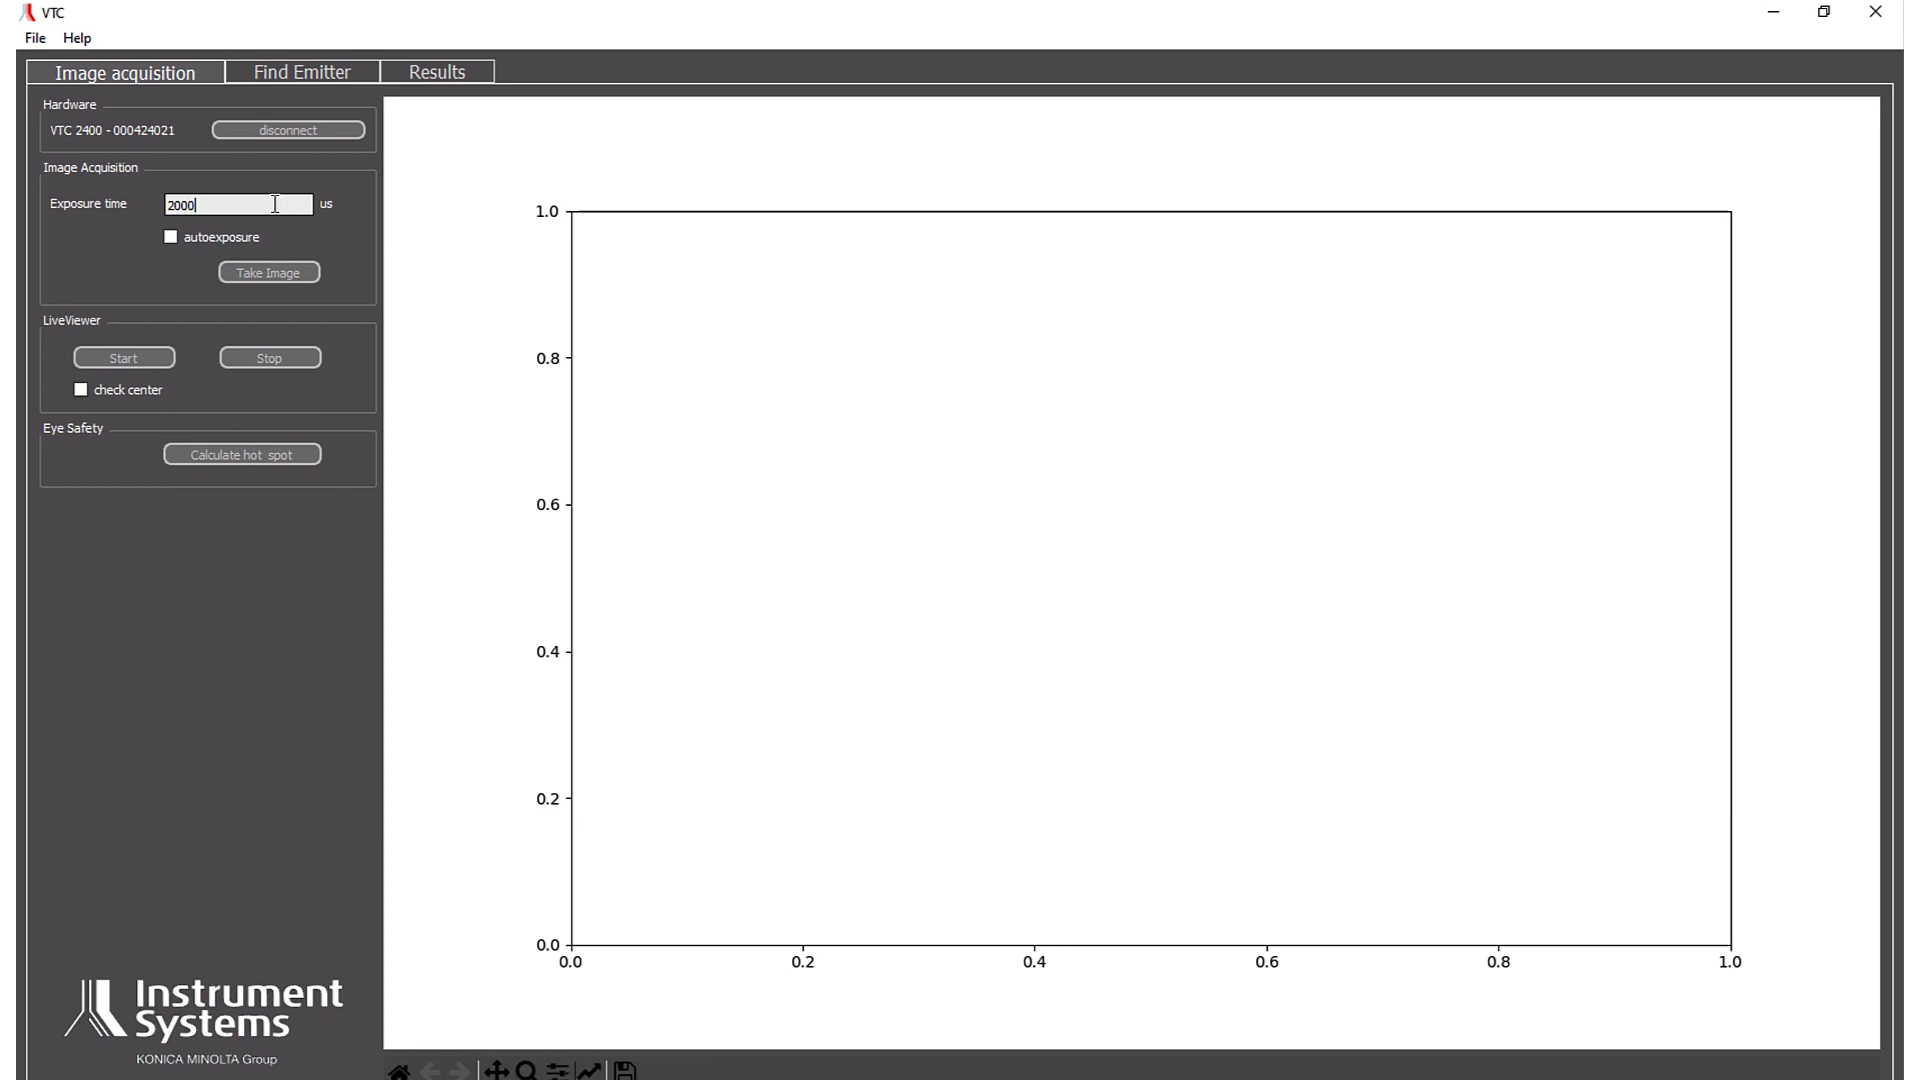 VTC
File Help
Image acquisition Find Emitter Results
Hardware
VTC 2400 - 000424021 disconnect
Image Acquisition
Exposure time 2000 us
autoexposure
Take Image
LiveViewer
Start Stop
check center
Eye Safety
Calculate hot spot
1.0
0.8
0.6
0.4
0.2
0.0
0.0 0.2 0.4 0.6 0.8 1.0
Instrument
Systems
KONICA MINOLTA Group